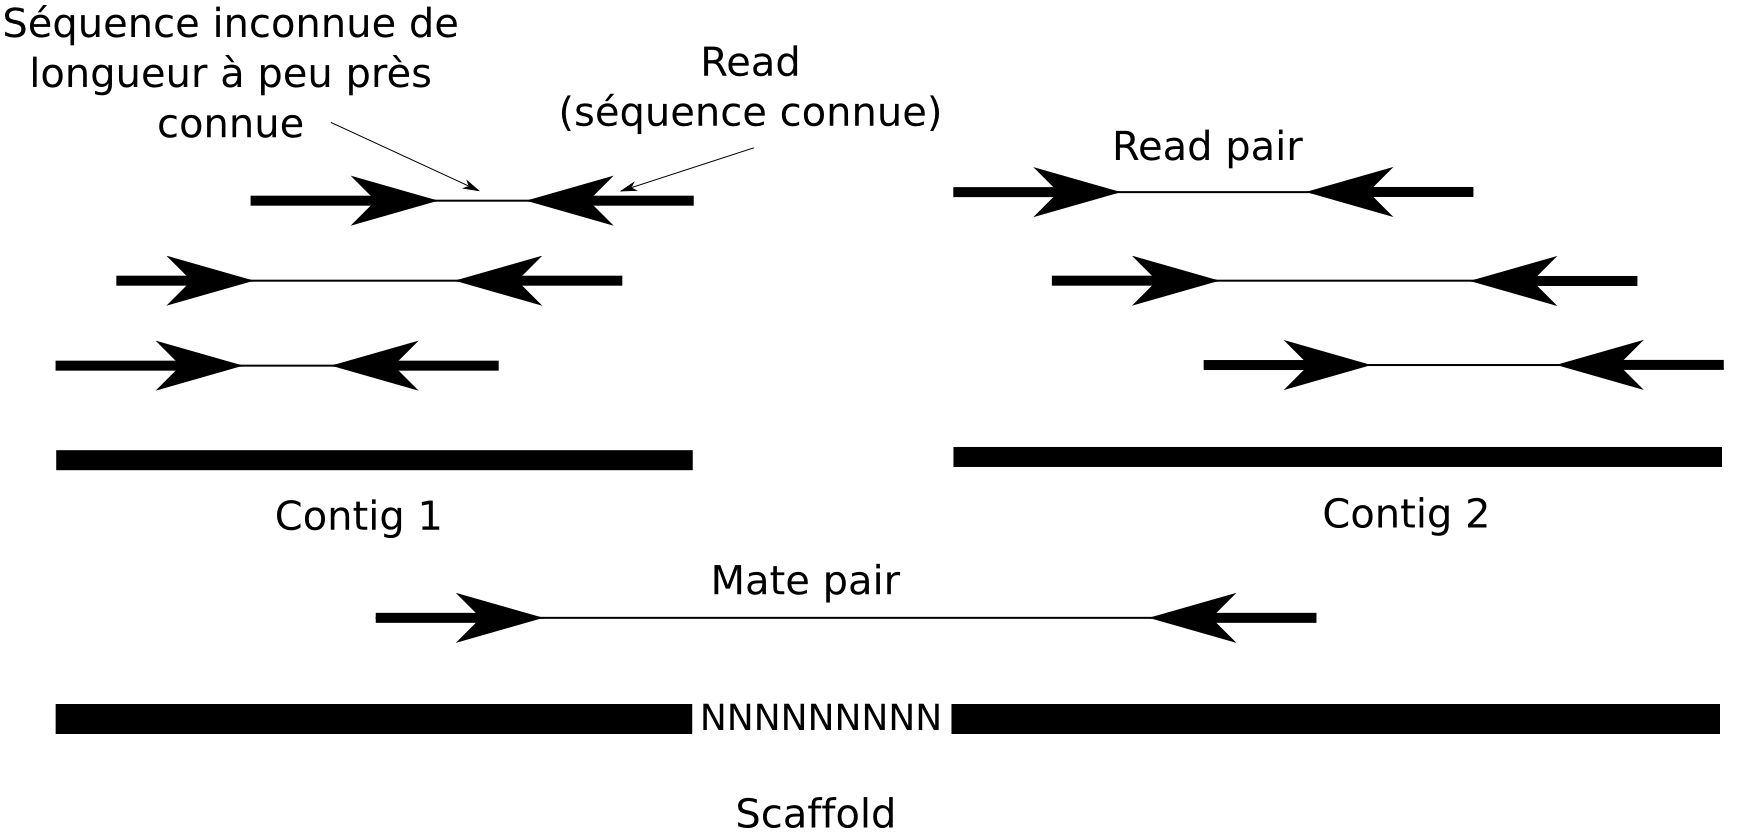 Séquence inconnue de
longueur à peu près
connue
Read
(séquence connue)
Read pair
Contig 1
Contig 2
Mate pair
NNNNNNNNN
Scaffold